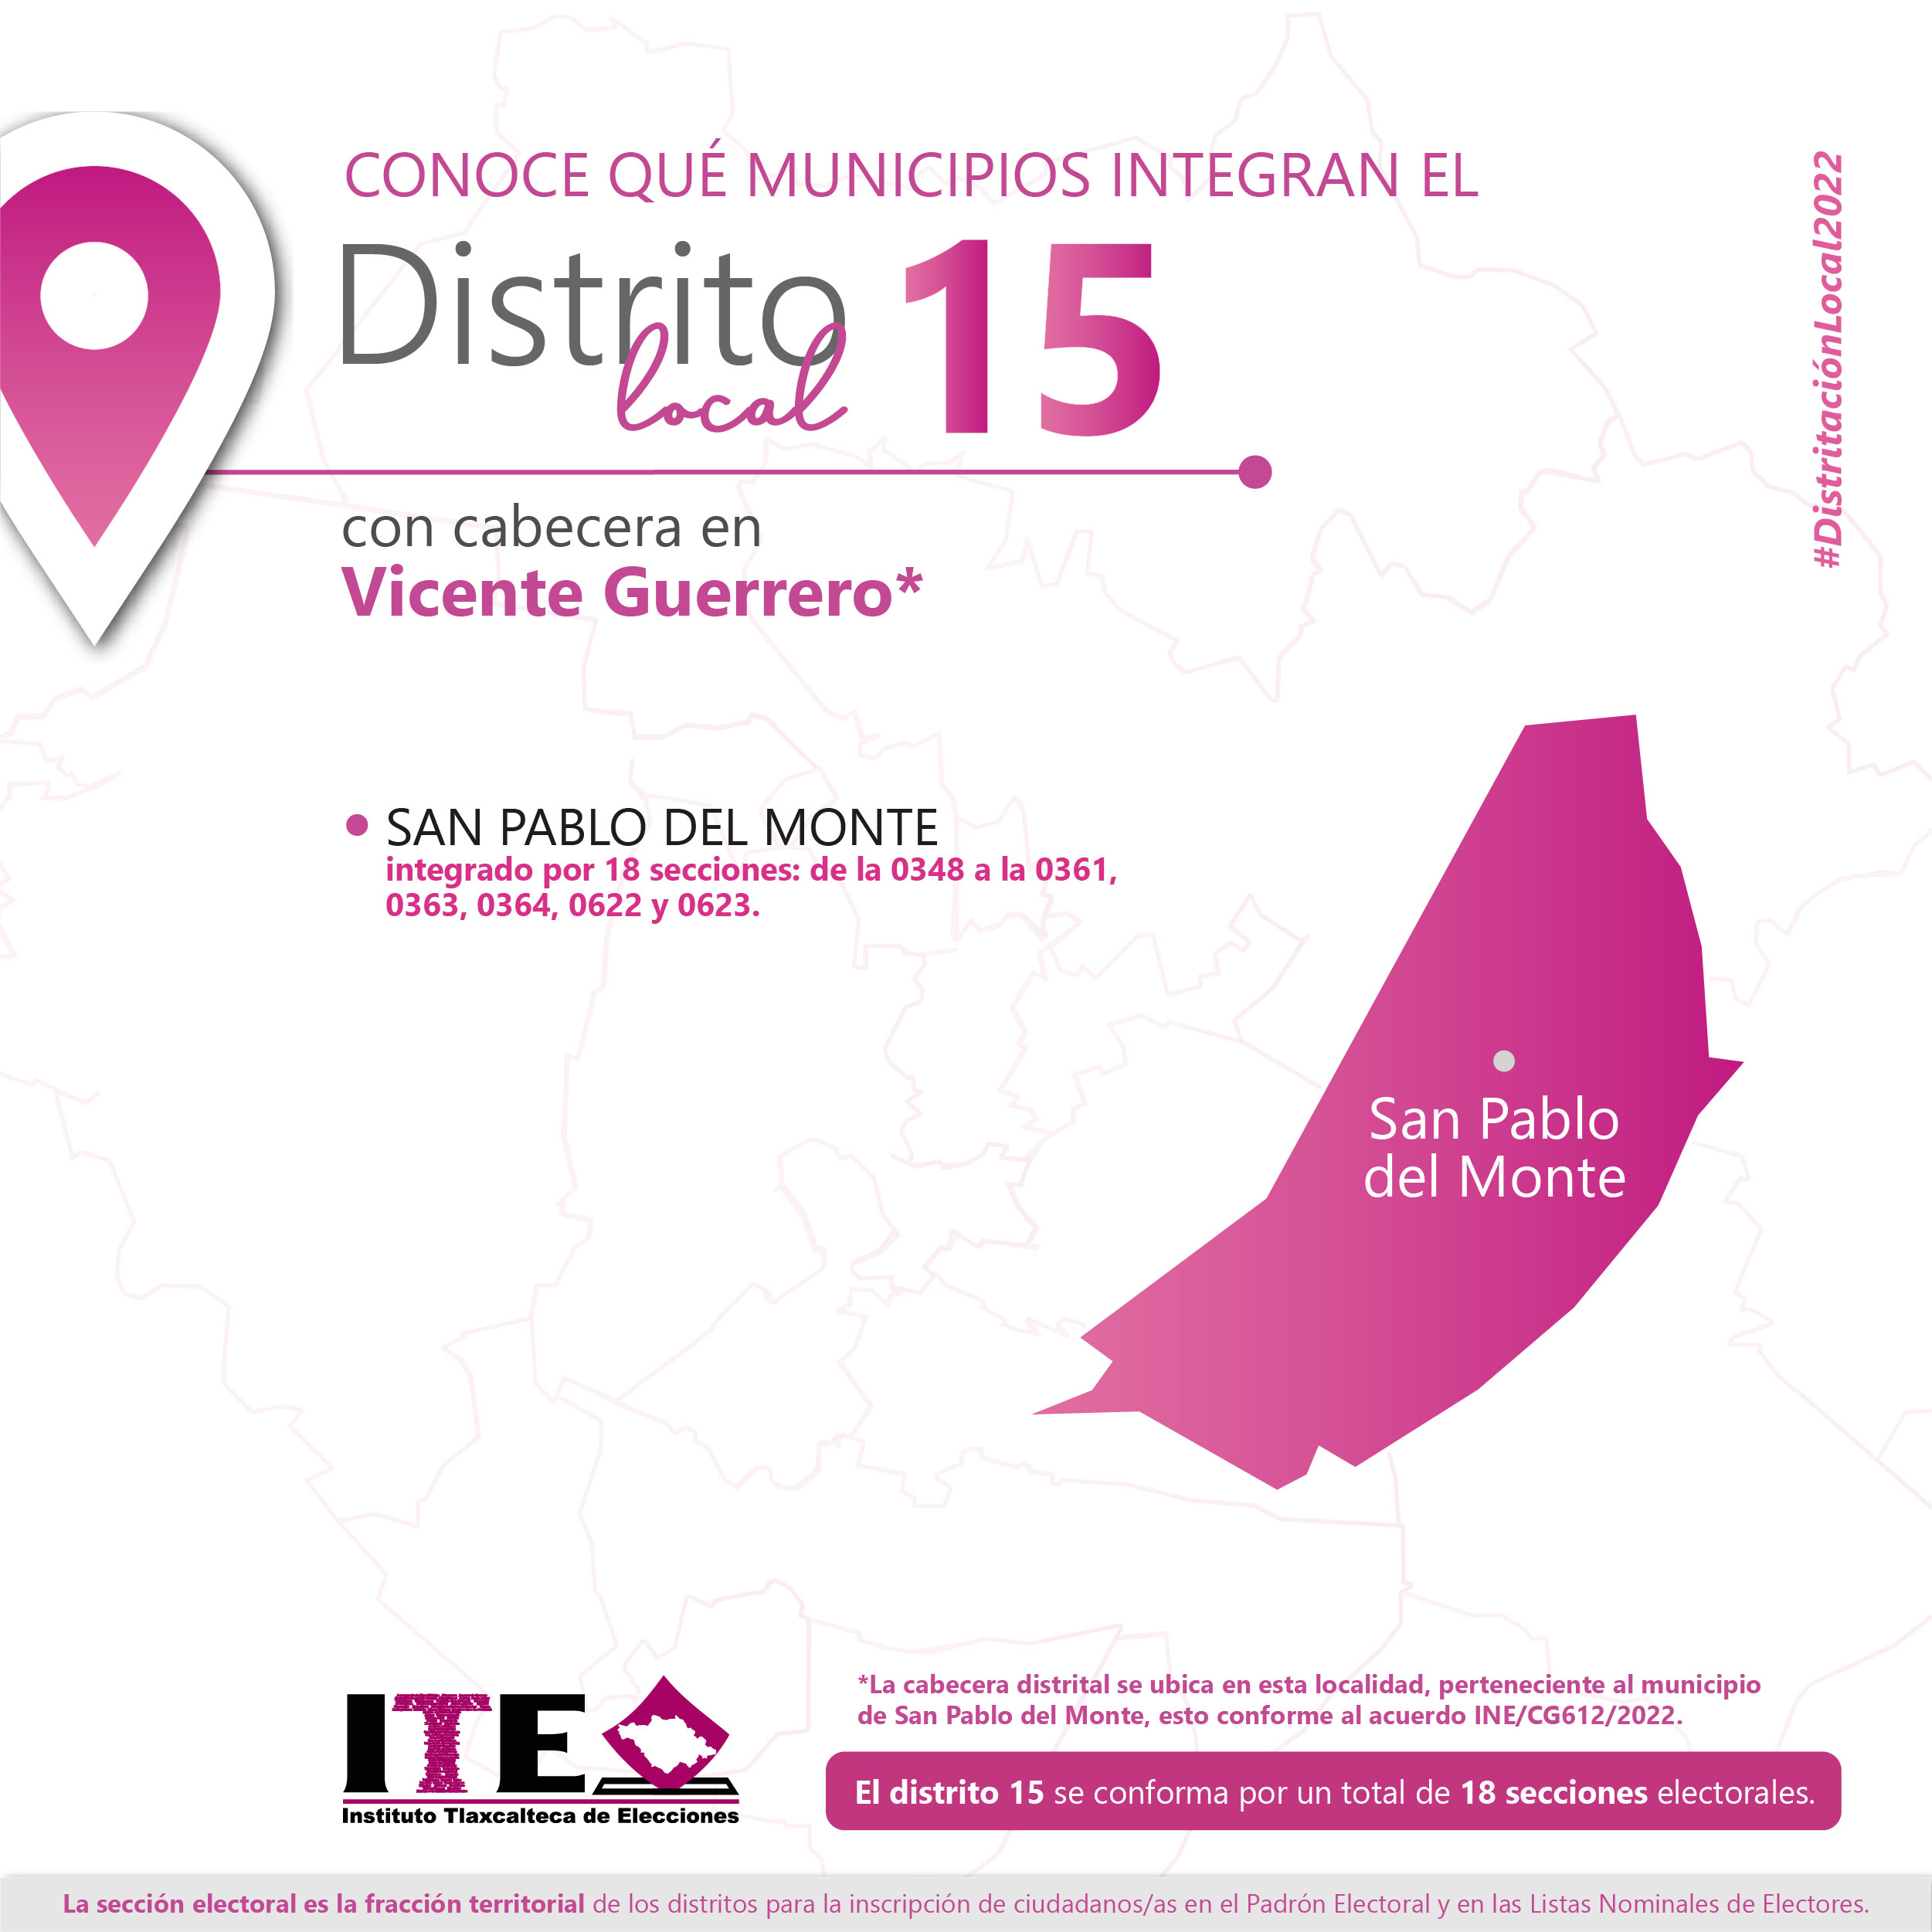 CONOCE QUÉ MUNICIPIOS INTEGRAN EL
Distrito 15
local
con cabecera en
Vicente Guerrero*
#DistritaciónLocal2022
• SAN PABLO DEL MONTE
integrado por 18 secciones: de la 0348 a la 0361,
0363, 0364, 0622 y 0623.
San Pablo
del Monte
ITE
Instituto Tlaxcalteca de Elecciones
*La cabecera distrital se ubica en esta localidad, perteneciente al municipio
de San Pablo del Monte, esto conforme al acuerdo INE/CG612/2022.
El distrito 15 se conforma por un total de 18 secciones electorales.
La sección electoral es la fracción territorial de los distritos para la inscripción de ciudadanos/as en el Padrón Electoral y en las Listas Nominales de Electores.